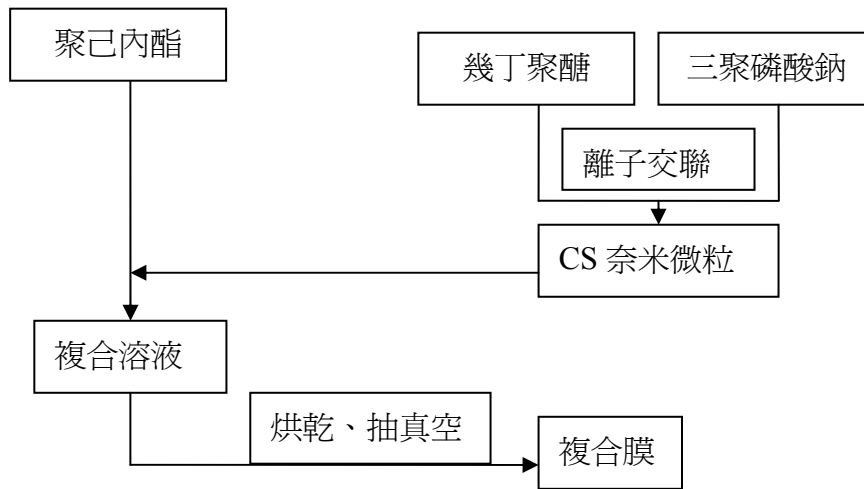 聚己內酯
幾丁聚醣
三聚磷酸鈉
離子交聯
CS 奈米微粒
複合溶液
烘乾、抽真空
複合膜